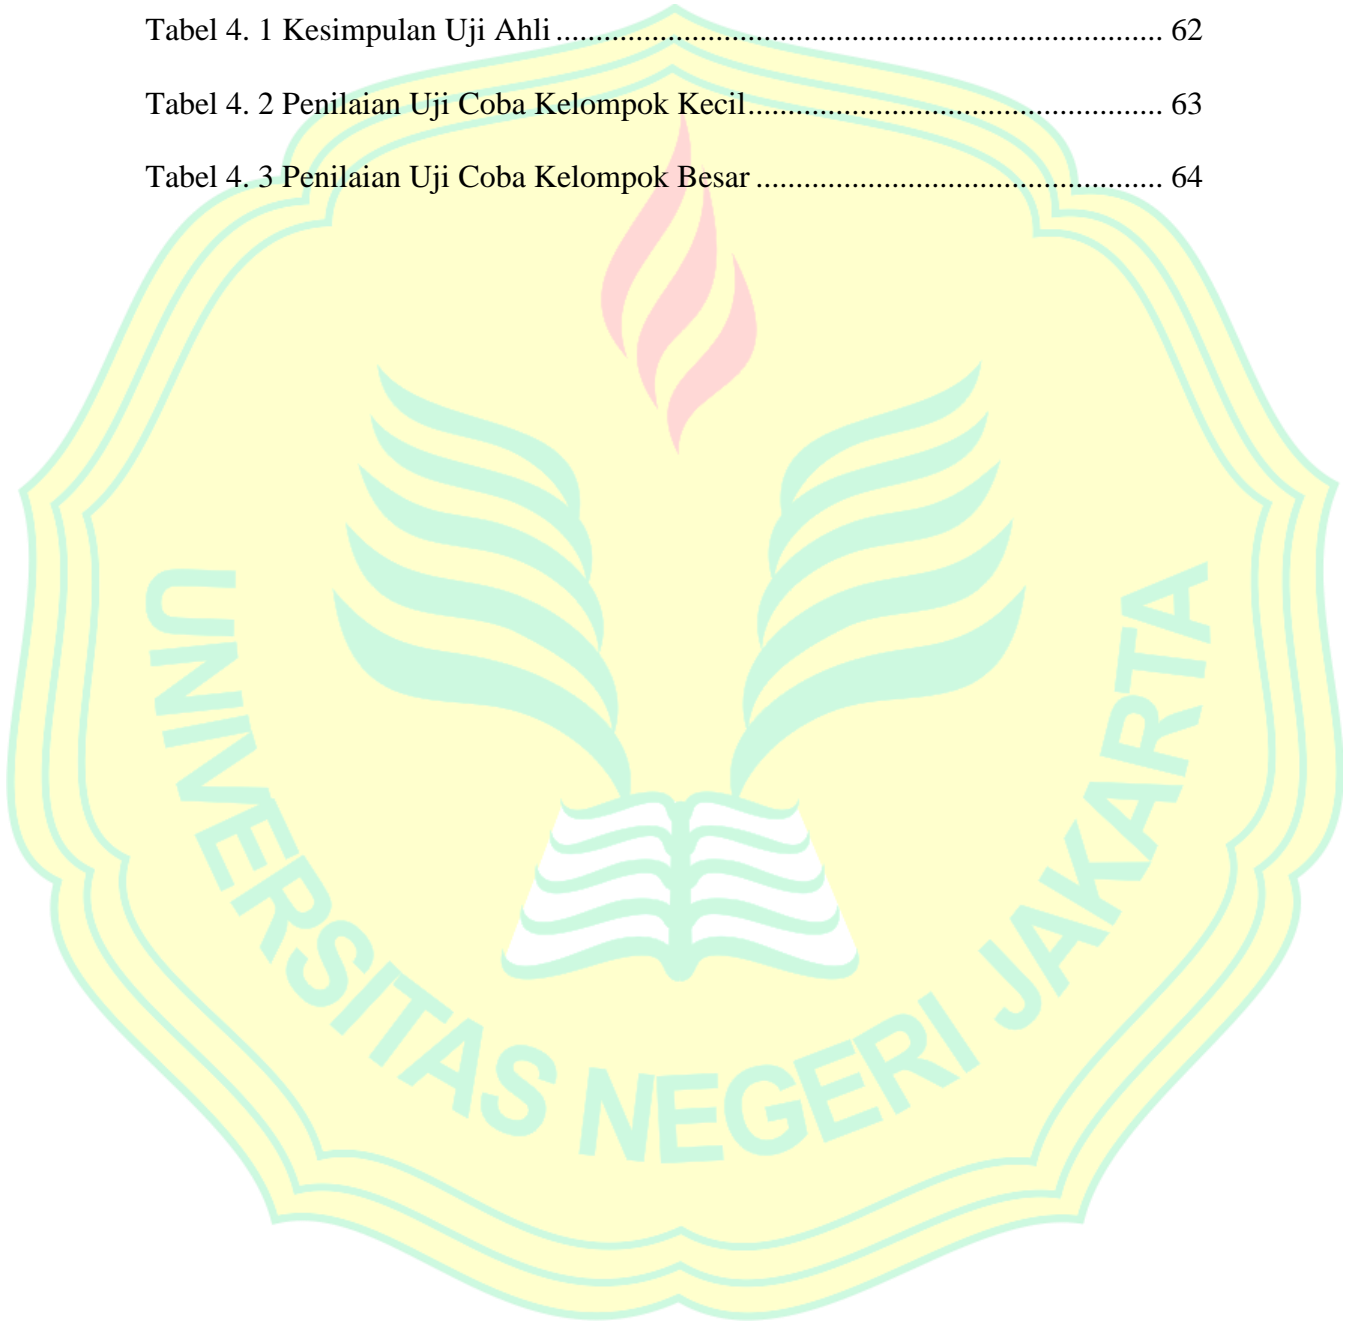 Tabel 4. 1 Kesimpulan Uji Ahli ........................................................................... 62
Tabel 4. 2 Penilaian Uji Coba Kelompok Kecil................................................... 63
Tabel 4. 3 Penilaian Uji Coba Kelompok Besar .................................................. 64
UNIVERSITAS NEGERI JAKARTA